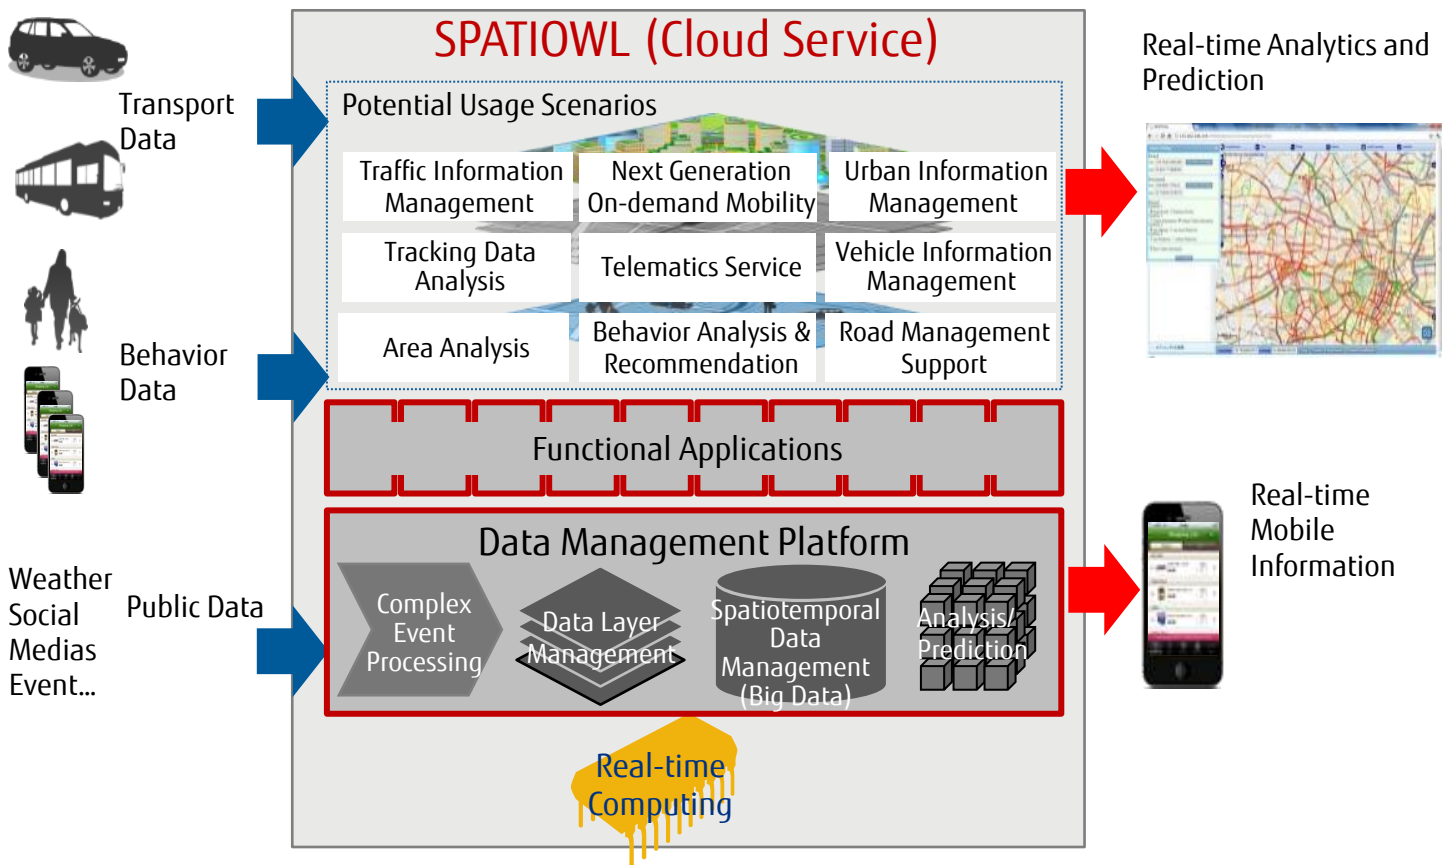 SPATIOWL (Cloud Service)
Transport
Data
Behavior
Data
Weather
Social
Medias
Event...
Public Data
Potential Usage Scenarios
Traffic Information
Management
Next Generation
On-demand Mobility
Urban Information
Management
Tracking Data
Analysis
Telematics Service
Vehicle Information
Management
Area Analysis
Behavior Analysis &
Recommendation
Road Management
Support
Functional Applications
Data Management Platform
Complex
Event
Processing
Data Layer
Management
Spatiotemporal
Data
Management
(Big Data)
Analysis/
Prediction
Real-time
Computing
Real-time Analytics and
Prediction
Real-time
Mobile
Information